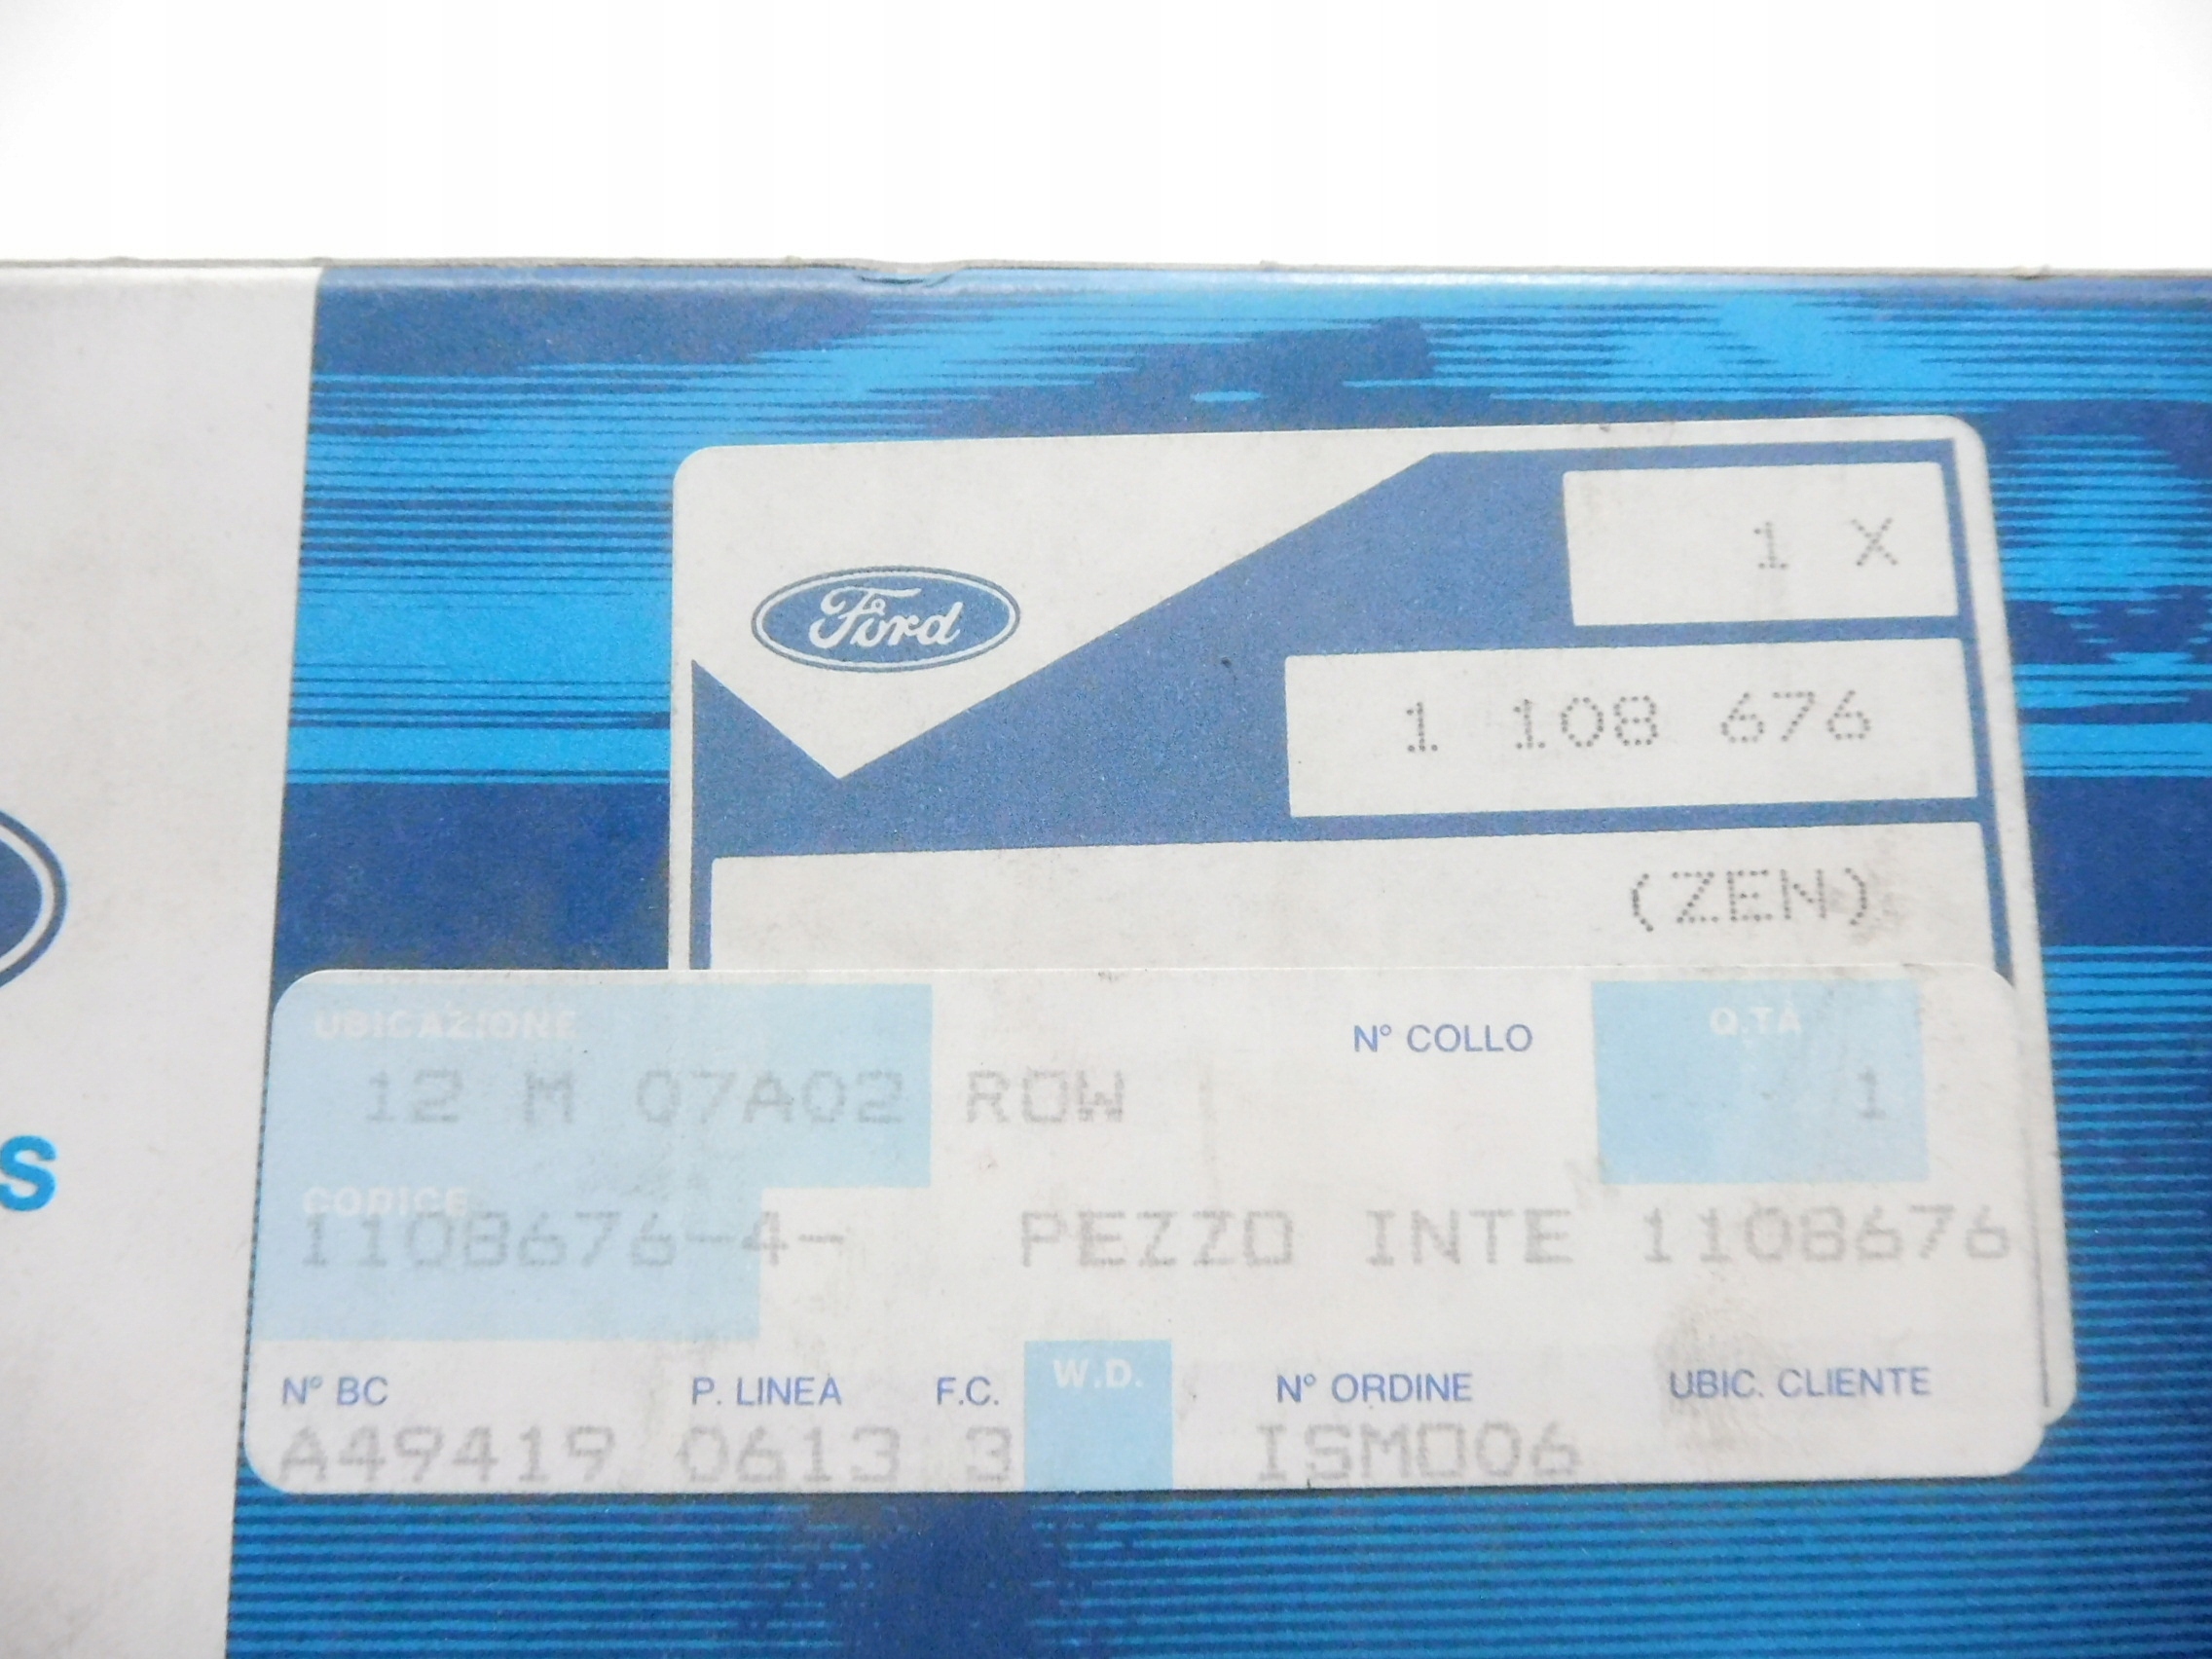 Ford
1 X
1 108 676
(ZEN)
S
UBICAZIONE
N° COLLO
Q.TÀ
12 M 07A02 ROW
1
CODICE
1108676-4- PEZZO INTE 1108676
N° BC
P. LINEA
F.C.
W.D.
N° ORDINE
UBIC. CLIENTE
A49419 0613 3 ISM006